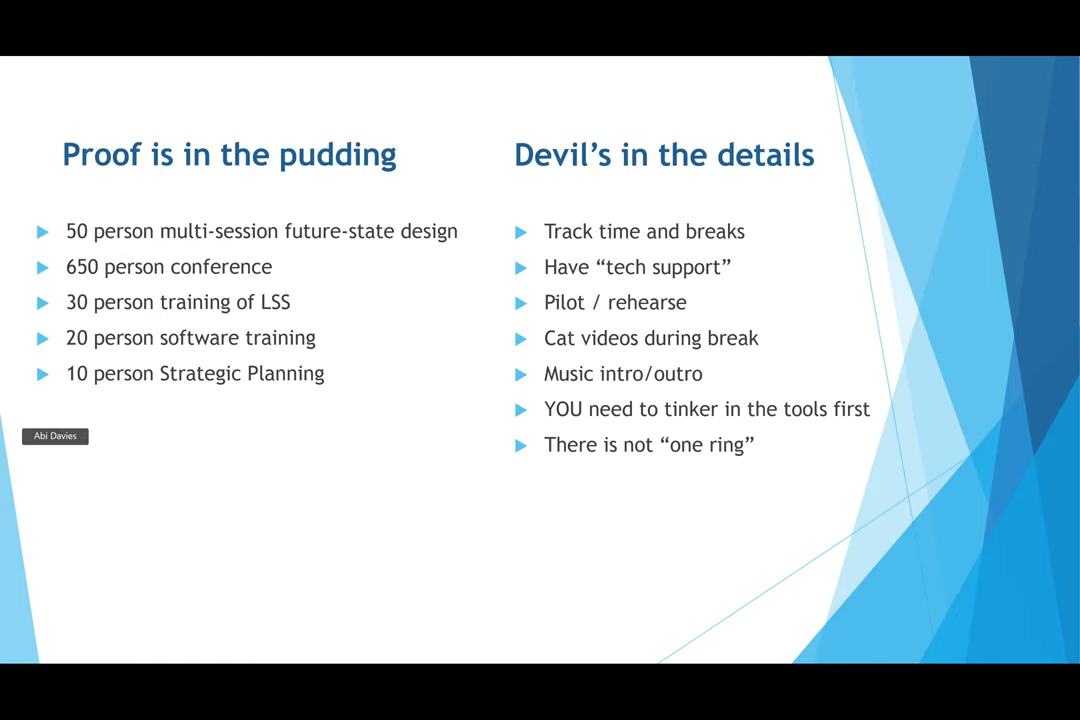 Proof is in the pudding
50 person multi-session future-state design
650 person conference
30 person training of LSS
20 person software training
10 person Strategic Planning
Abi Davies
Devil’s in the details
Track time and breaks
Have “tech support”
Pilot / rehearse
Cat videos during break
Music intro/outro
YOU need to tinker in the tools first
There is not “one ring”